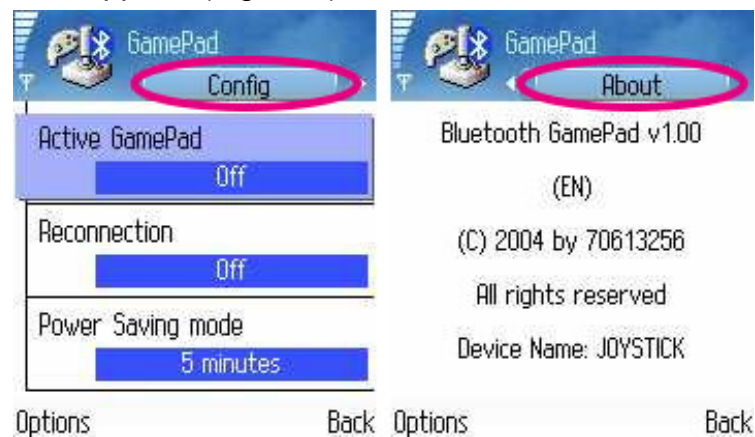 GamePad
Config
Active GamePad
Off
Reconnection
Off
Power Saving mode
5 minutes
Options Back
GamePad
About
Bluetooth GamePad v1.00
(EN)
(C) 2004 by 70613256
All rights reserved
Device Name: JOYSTICK
Options Back